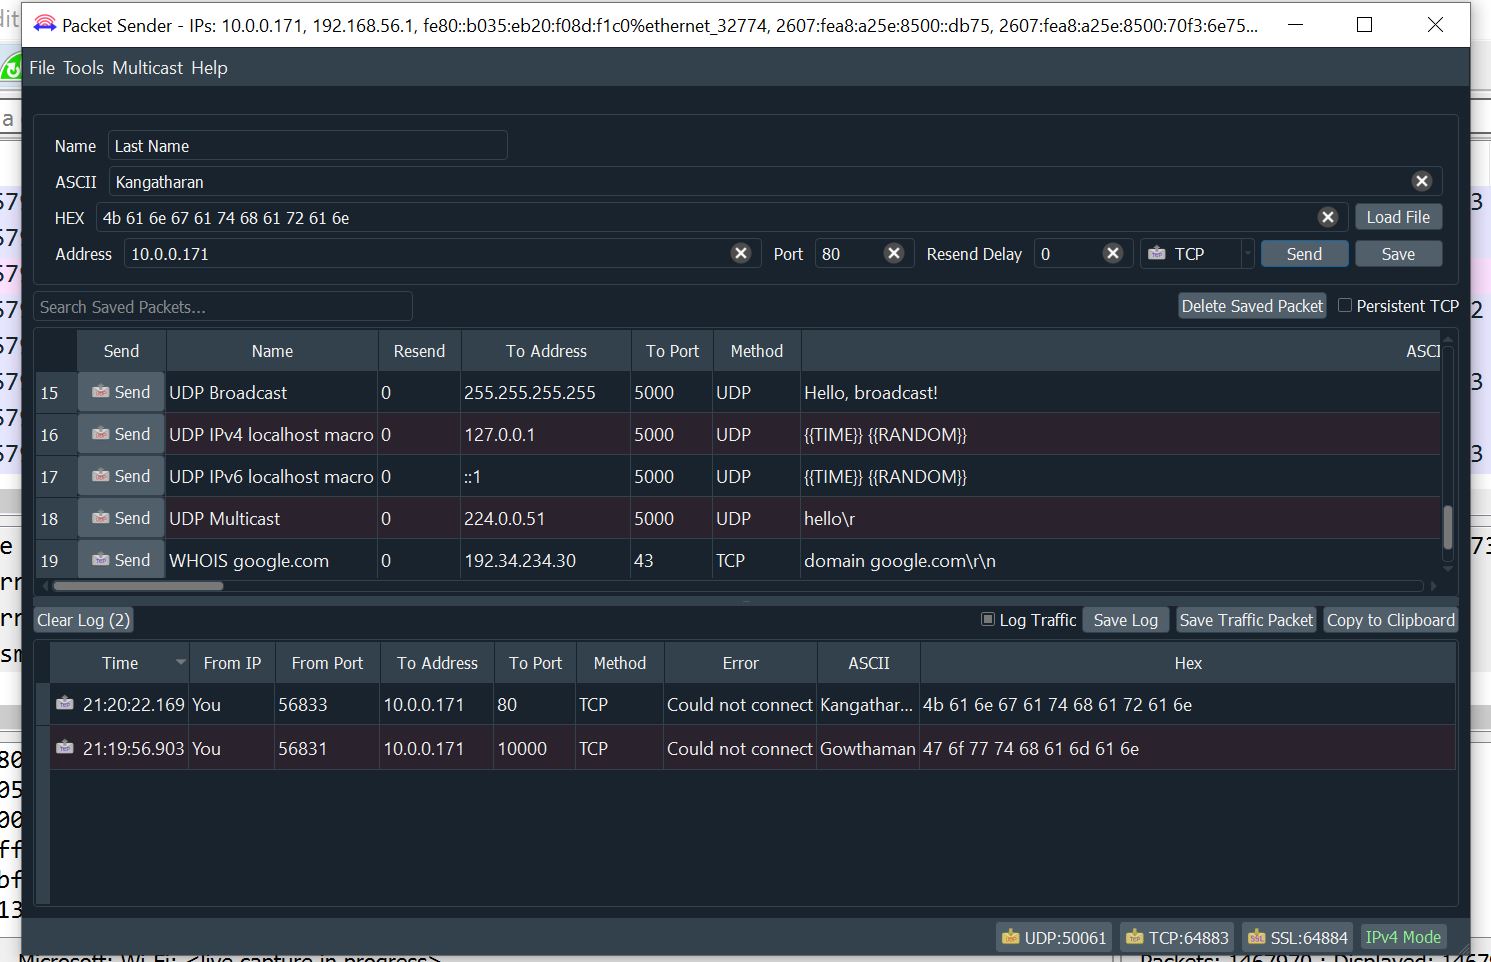 Packet Sender - IPs: 10.0.0.171, 192.168.56.1, fe80::b035:eb20:f08d:f1c0%ethernet_32774, 2607:fea8:a25e:8500::db75, 2607:fea8:a25e:8500:70f3:6e75...
File Tools Multicast Help
Name Last Name
ASCII Kangatharan
HEX 4b 61 6e 67 61 74 68 61 72 61 6e Load File
Address 10.0.0.171 Port 80 Resend Delay 0 TCP Send Save
Search Saved Packets... Delete Saved Packet Persistent TCP
Send Name Resend To Address To Port Method ASCI
15 Send UDP Broadcast 0 255.255.255.255 5000 UDP Hello, broadcast!
16 Send UDP IPv4 localhost macro 0 127.0.0.1 5000 UDP {{TIME}} {{RANDOM}}
17 Send UDP IPv6 localhost macro 0 ::1 5000 UDP {{TIME}} {{RANDOM}}
18 Send UDP Multicast 0 224.0.0.51 5000 UDP hello\r
19 Send WHOIS google.com 0 192.34.234.30 43 TCP domain google.com\r\n
Clear Log (2) Log Traffic Save Log Save Traffic Packet Copy to Clipboard
Time From IP From Port To Address To Port Method Error ASCII Hex
21:20:22.169 You 56833 10.0.0.171 80 TCP Could not connect Kangathar... 4b 61 6e 67 61 74 68 61 72 61 6e
21:19:56.903 You 56831 10.0.0.171 10000 TCP Could not connect Gowthaman 47 6f 77 74 68 61 6d 61 6e
UDP:50061 TCP:64883 SSL:64884 IPv4 Mode
Microsoft: Wi-Fi: <live capture in progress> Packets: 1467970 : Displayed: 1467